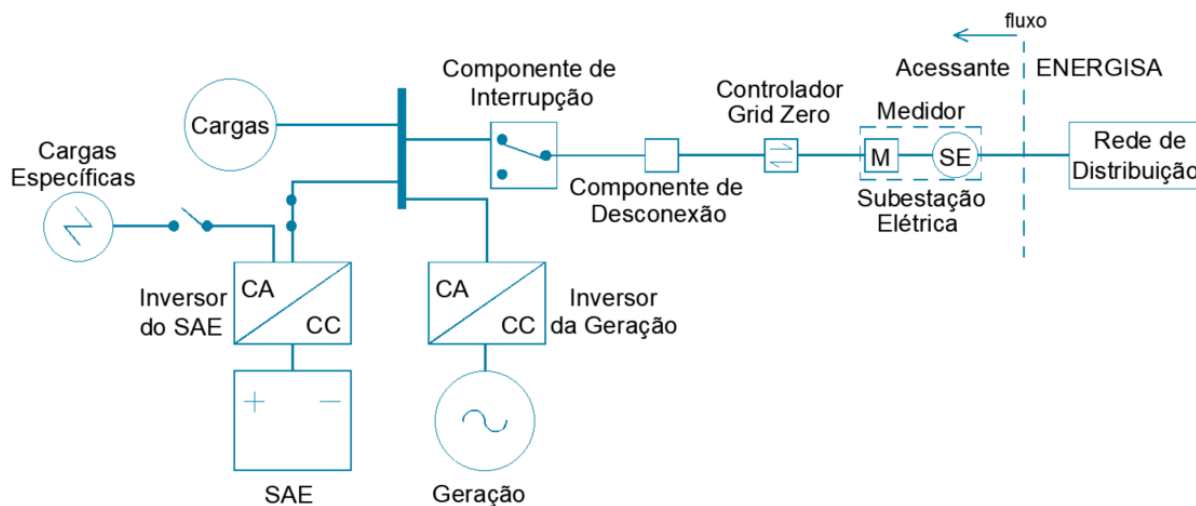 fluxo
Acessante
ENERGISA
Componente de
Interrupção
Controlador
Grid Zero
Medidor
Cargas
M
SE
Rede de
Distribuição
Cargas
Específicas
Componente de
Desconexão
Subestação
Elétrica
CA
CC
Inversor
do SAE
CA
CC
Inversor
da Geração
+ −
SAE
Geração